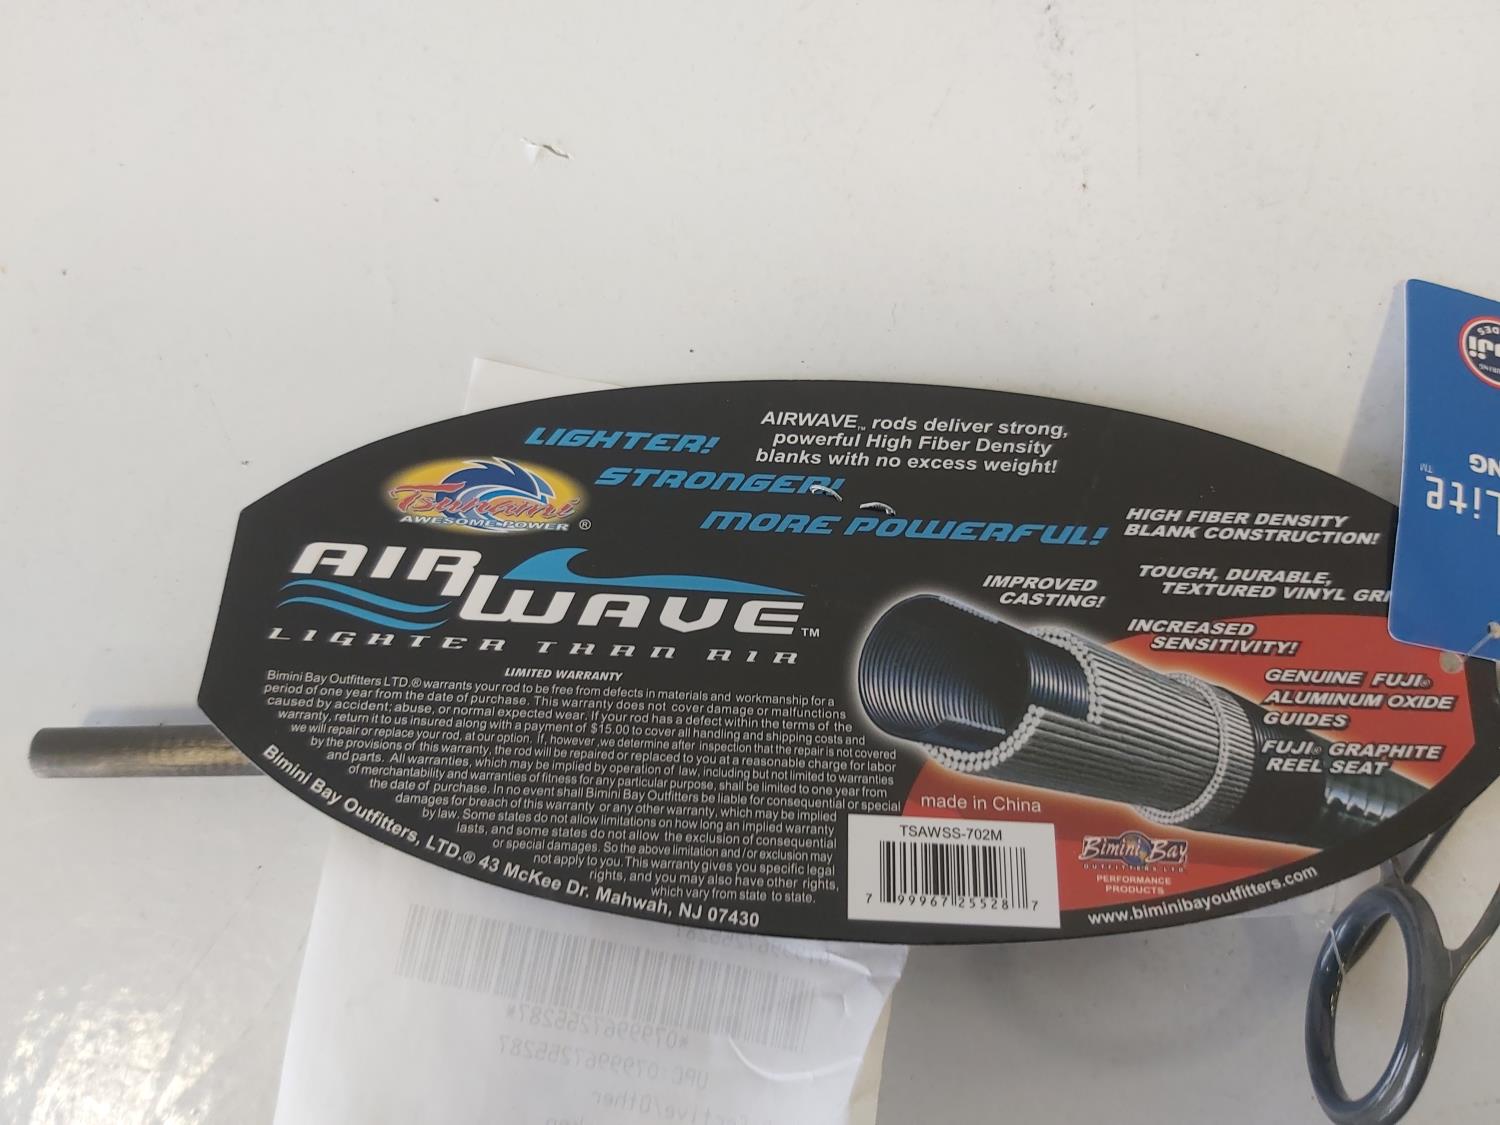 LIGHTER!
STRONGER!
MORE POWERFUL!
AIRWAVE™ rods deliver strong,
powerful High Fiber Density
blanks with no excess weight!
Tsunami
AWESOME POWER ®
AIRWAVE™
LIGHTER THAN AIR
HIGH FIBER DENSITY
BLANK CONSTRUCTION!
IMPROVED
CASTING!
TOUGH, DURABLE,
TEXTURED VINYL GRI
INCREASED
SENSITIVITY!
GENUINE FUJI®
ALUMINUM OXIDE
GUIDES
FUJI® GRAPHITE
REEL SEAT
LIMITED WARRANTY
Bimini Bay Outfitters LTD.® warrants your rod to be free from defects in materials and workmanship for a
period of one year from the date of purchase. This warranty does not cover damage or malfunctions
caused by accident; abuse, or normal expected wear. If your rod has a defect within the terms of the
warranty, return it to us insured along with a payment of $15.00 to cover all handling and shipping costs and
we will repair or replace your rod, at our option. If, however ,we determine after inspection that the repair is not covered
by the provisions of this warranty, the rod will be repaired or replaced to you at a reasonable charge for labor
and parts. All warranties, which may be implied by operation of law, including but not limited to warranties
of merchantability and warranties of fitness for any particular purpose, shall be limited to one year from
the date of purchase. In no event shall Bimini Bay Outfitters be liable for consequential or special
damages for breach of this warranty or any other warranty, which may be implied
by law. Some states do not allow limitations on how long an implied warranty
lasts, and some states do not allow the exclusion of consequential
or special damages. So the above limitation and / or exclusion may
not apply to you. This warranty gives you specific legal
rights, and you may also have other rights,
which vary from state to state.
Bimini Bay Outfitters, LTD.® 43 McKee Dr. Mahwah, NJ 07430
made in China
TSAWSS-702M
7 99967 25528 7
Bimini Bay
OUTFITTERS LTD
PERFORMANCE
PRODUCTS
www.biminibayoutfitters.com
Lite
™
NG
*0799967255287*
UPC: 0799967255287
ective/Other